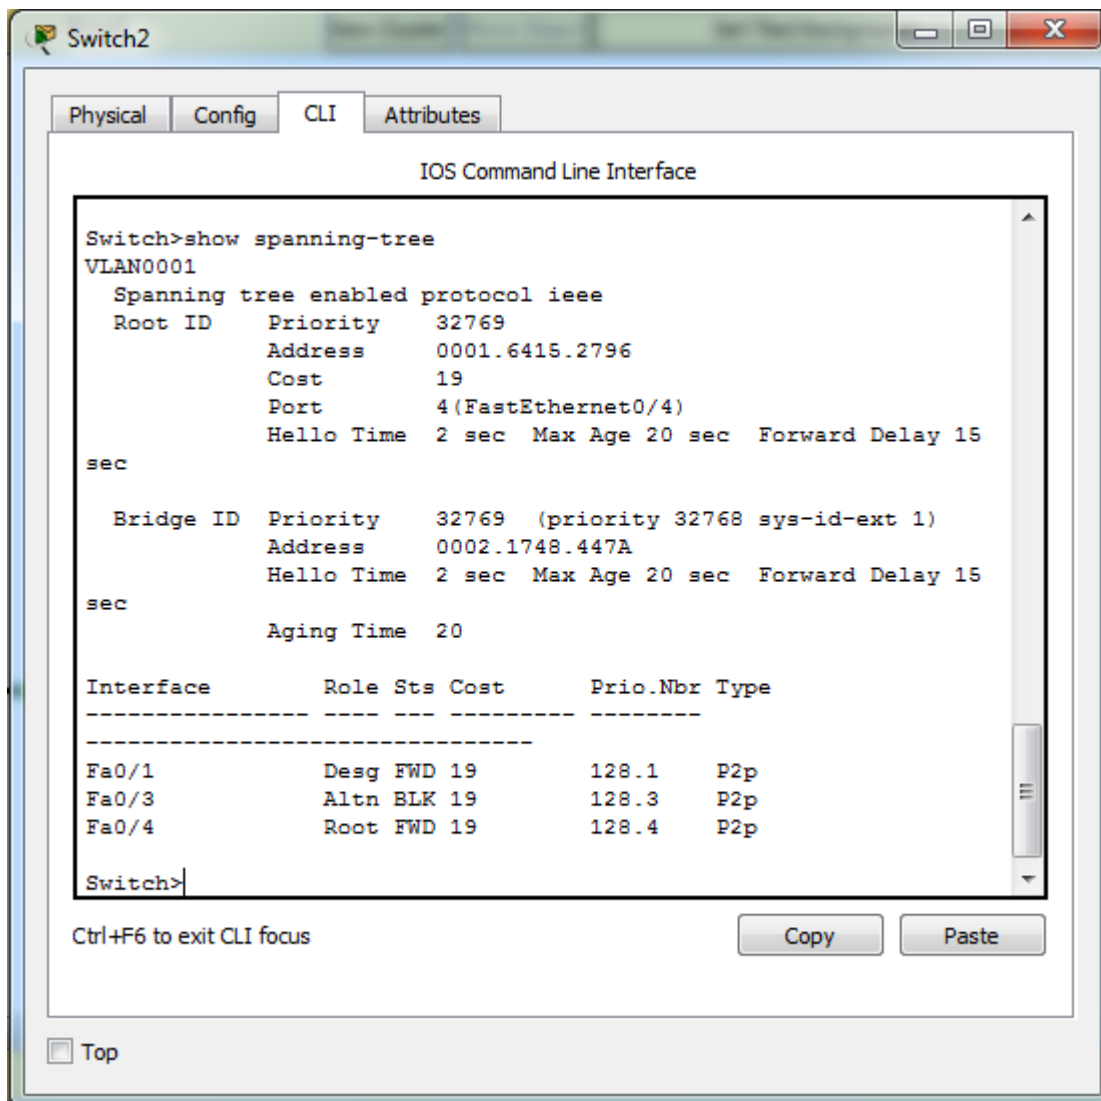 Switch2
Physical Config CLI Attributes
IOS Command Line Interface
Switch>show spanning-tree
VLAN0001
  Spanning tree enabled protocol ieee
  Root ID    Priority    32769
             Address     0001.6415.2796
             Cost        19
             Port        4(FastEthernet0/4)
             Hello Time  2 sec  Max Age 20 sec  Forward Delay 15
sec
  Bridge ID  Priority    32769  (priority 32768 sys-id-ext 1)
             Address     0002.1748.447A
             Hello Time  2 sec  Max Age 20 sec  Forward Delay 15
sec
             Aging Time  20
Interface        Role Sts Cost      Prio.Nbr Type
---------------- ---- --- --------- --------
--------------------------------
Fa0/1            Desg FWD 19        128.1    P2p
Fa0/3            Altn BLK 19        128.3    P2p
Fa0/4            Root FWD 19        128.4    P2p
Switch>
Ctrl+F6 to exit CLI focus Copy Paste
Top